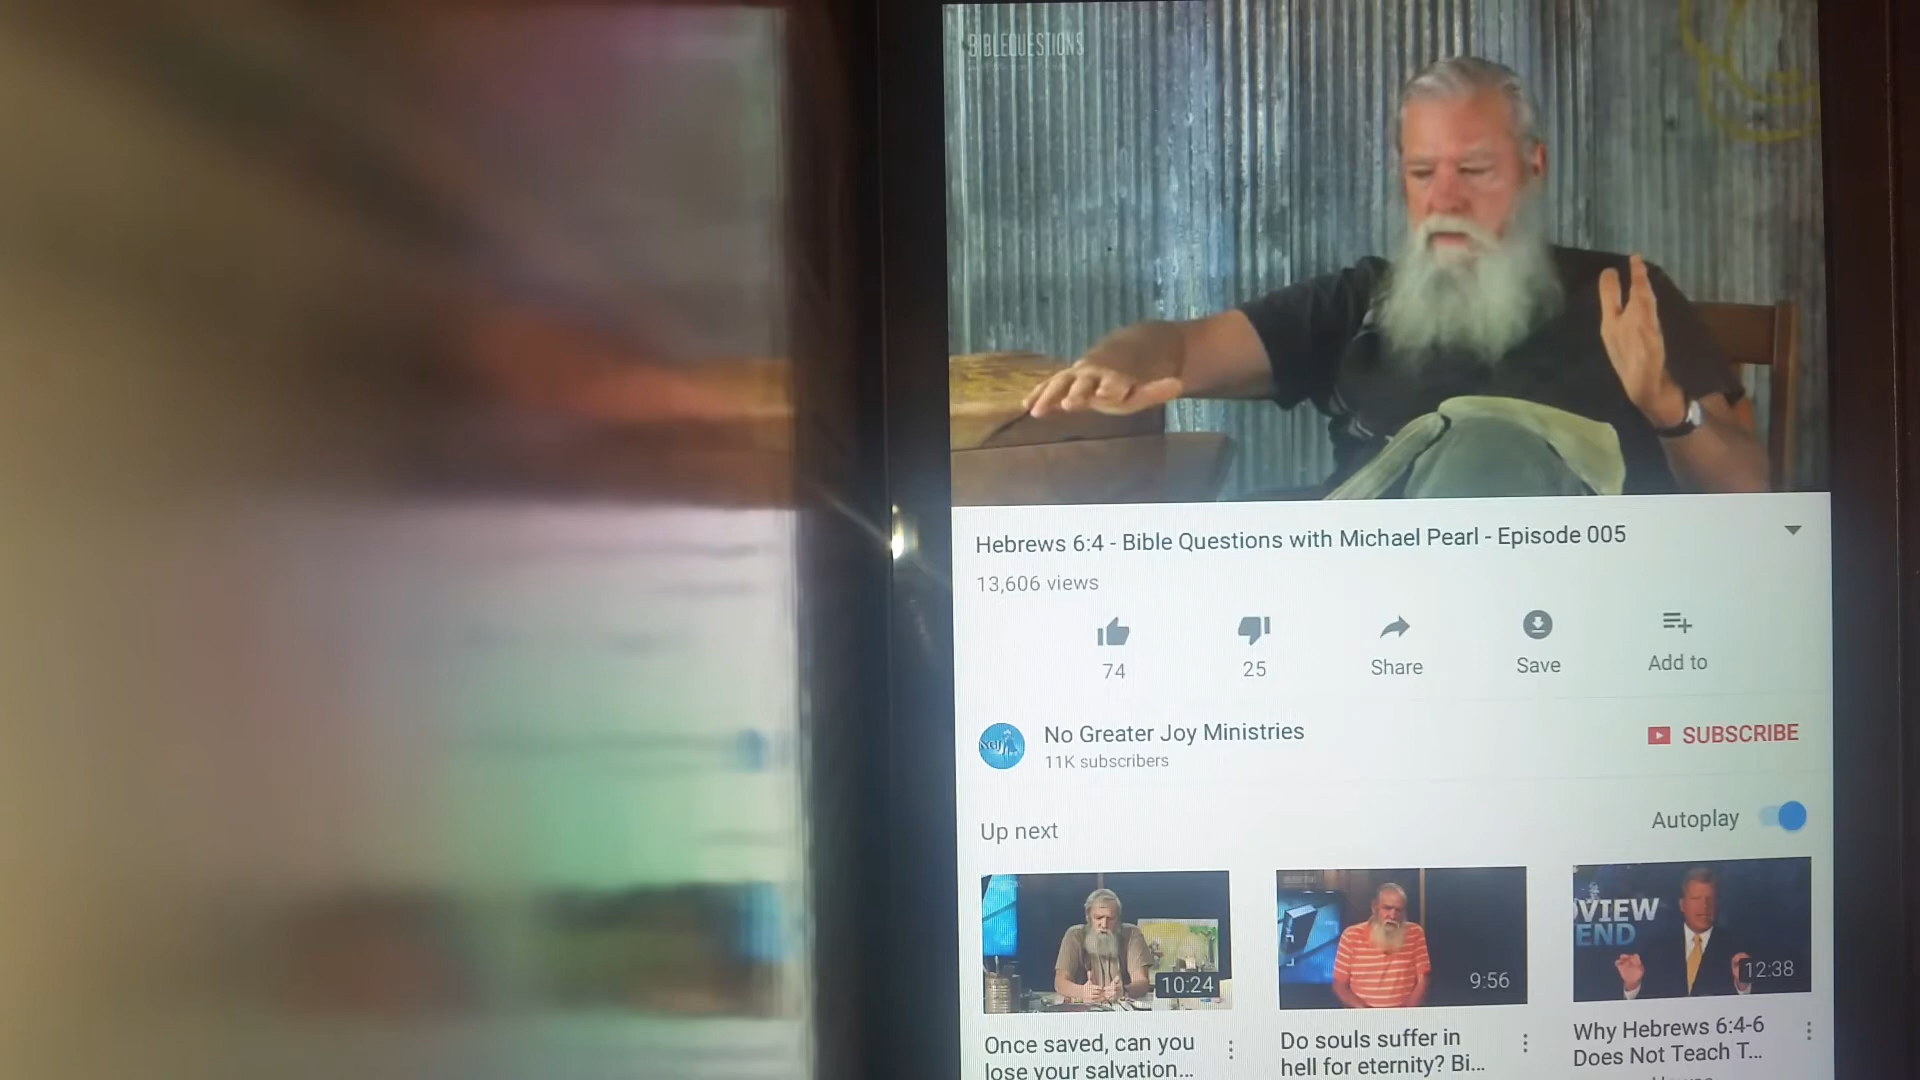 BIBLEQUESTIONS
Hebrews 6:4 - Bible Questions with Michael Pearl - Episode 005
13,606 views
74
25
Share
Save
Add to
No Greater Joy Ministries
11K subscribers
SUBSCRIBE
Up next
Autoplay
10:24
9:56
VIEW
END
12:38
Once saved, can you
lose your salvation...
Do souls suffer in
hell for eternity? Bi...
Why Hebrews 6:4-6
Does Not Teach T...